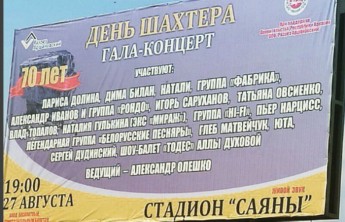 ДЕНЬ ШАХТЕРА
ГАЛА-КОНЦЕРТ
70 ЛЕТ
УЧАСТВУЮТ:
ЛАРИСА ДОЛИНА, ДИМА БИЛАН, НАТАЛИ, ГРУППА «ФАБРИКА»,
АЛЕКСАНДР ИВАНОВ И ГРУППА «РОНДО», ИГОРЬ САРУХАНОВ, ТАТЬЯНА ОВСИЕНКО,
ВЛАД ТОПАЛОВ, НАТАЛИЯ ГУЛЬКИНА (ЭКС «МИРАЖ»), ГРУППА «HI-FI», ПЬЕР НАРЦИСС,
ЛЕГЕНДАРНАЯ ГРУППА «БЕЛОРУССКИЕ ПЕСНЯРЫ», ГЛЕБ МАТВЕЙЧУК, ЮТА,
СЕРГЕЙ ДУДИНСКИЙ, ШОУ-БАЛЕТ «ТОДЕС» АЛЛЫ ДУХОВОЙ
ВЕДУЩИЙ - АЛЕКСАНДР ОЛЕШКО
19:00
27 АВГУСТА
ЖИВОЙ ЗВУК
СТАДИОН "САЯНЫ"